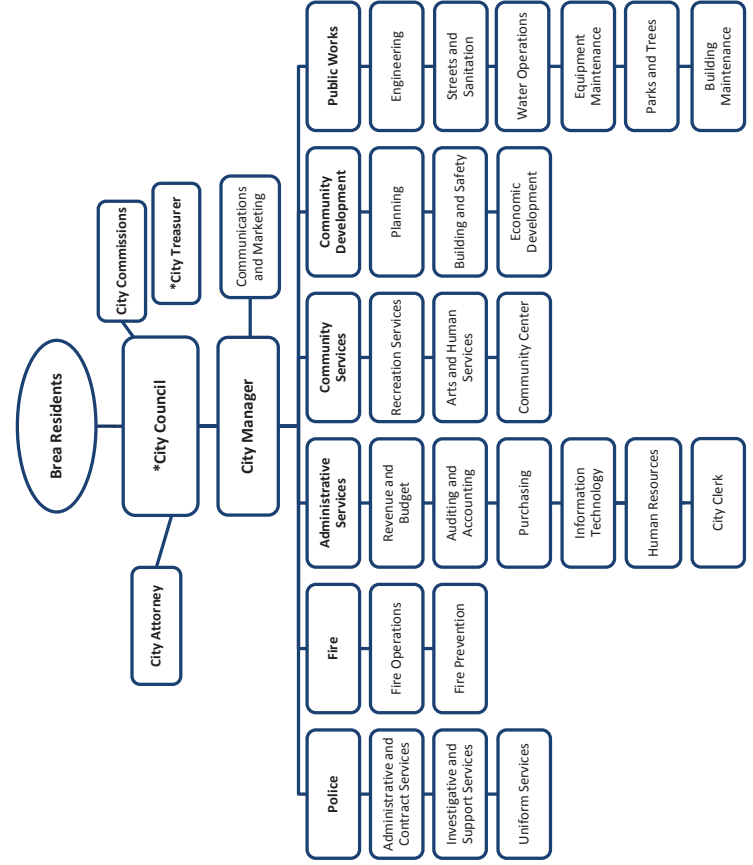 Brea Residents
City Attorney
*City Council
City Commissions
*City Treasurer
City Manager
Communications
and Marketing
Police
Administrative and
Contract Services
Investigative and
Support Services
Uniform Services
Fire
Fire Operations
Fire Prevention
Administrative
Services
Revenue and
Budget
Auditing and
Accounting
Purchasing
Information
Technology
Human Resources
City Clerk
Community
Services
Recreation Services
Arts and Human
Services
Community Center
Community
Development
Planning
Building and Safety
Economic
Development
Public Works
Engineering
Streets and
Sanitation
Water Operations
Equipment
Maintenance
Parks and Trees
Building
Maintenance